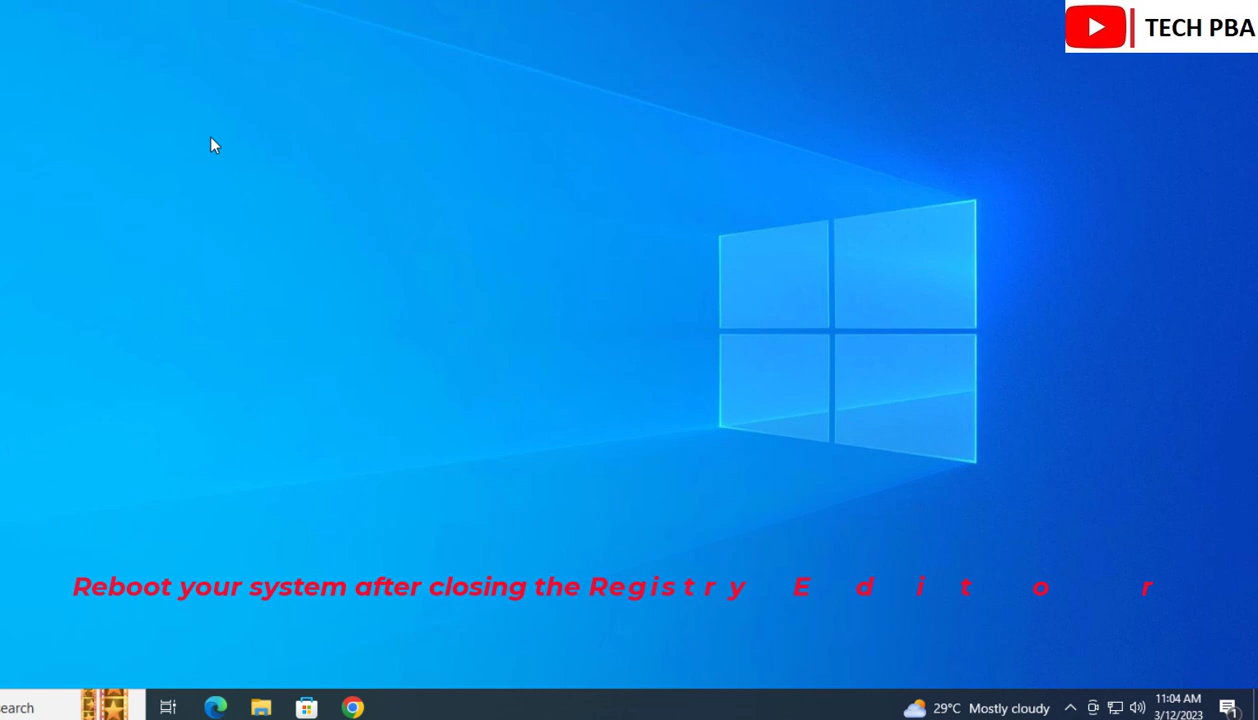 TECH PBA
Reboot your system after closing the Registry Editor
earch
29°C Mostly cloudy
11:04 AM
3/12/2023